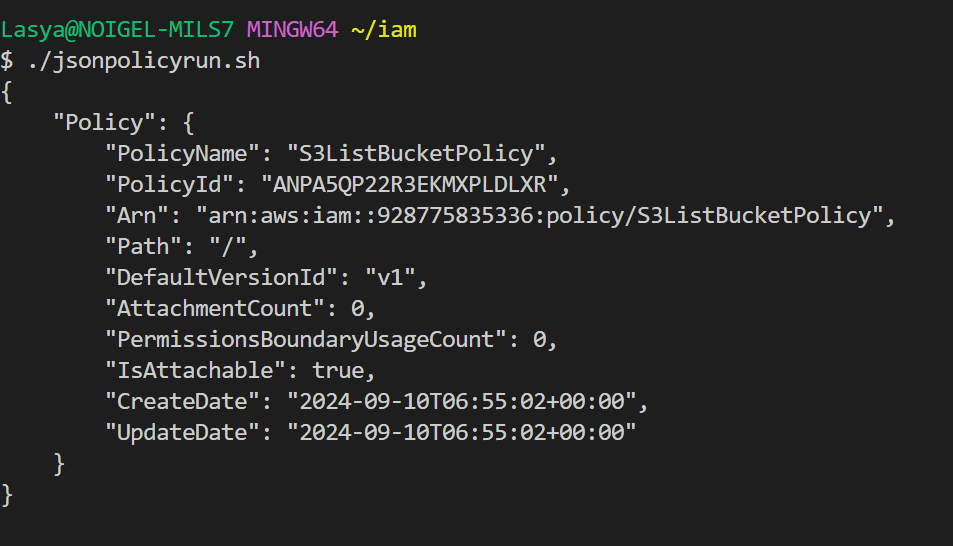 Lasya@NOIGEL-MILS7 MINGW64 ~/iam
$ ./jsonpolicyrun.sh
{
    "Policy": {
        "PolicyName": "S3ListBucketPolicy",
        "PolicyId": "ANPA5QP22R3EKMXPLDLXR",
        "Arn": "arn:aws:iam::928775835336:policy/S3ListBucketPolicy",
        "Path": "/",
        "DefaultVersionId": "v1",
        "AttachmentCount": 0,
        "PermissionsBoundaryUsageCount": 0,
        "IsAttachable": true,
        "CreateDate": "2024-09-10T06:55:02+00:00",
        "UpdateDate": "2024-09-10T06:55:02+00:00"
    }
}